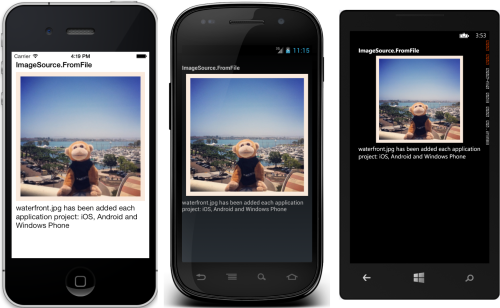 Carrier 4:19 PM
ImageSource.FromFile
waterfront.jpg has been added each
application project: iOS, Android and
Windows Phone
11:15
ImageSource.FromFile
waterfront.jpg has been added each application
project: iOS, Android and Windows Phone
3:53
ImageSource.FromFile
waterfront.jpg has been added each application
project: iOS, Android and Windows Phone